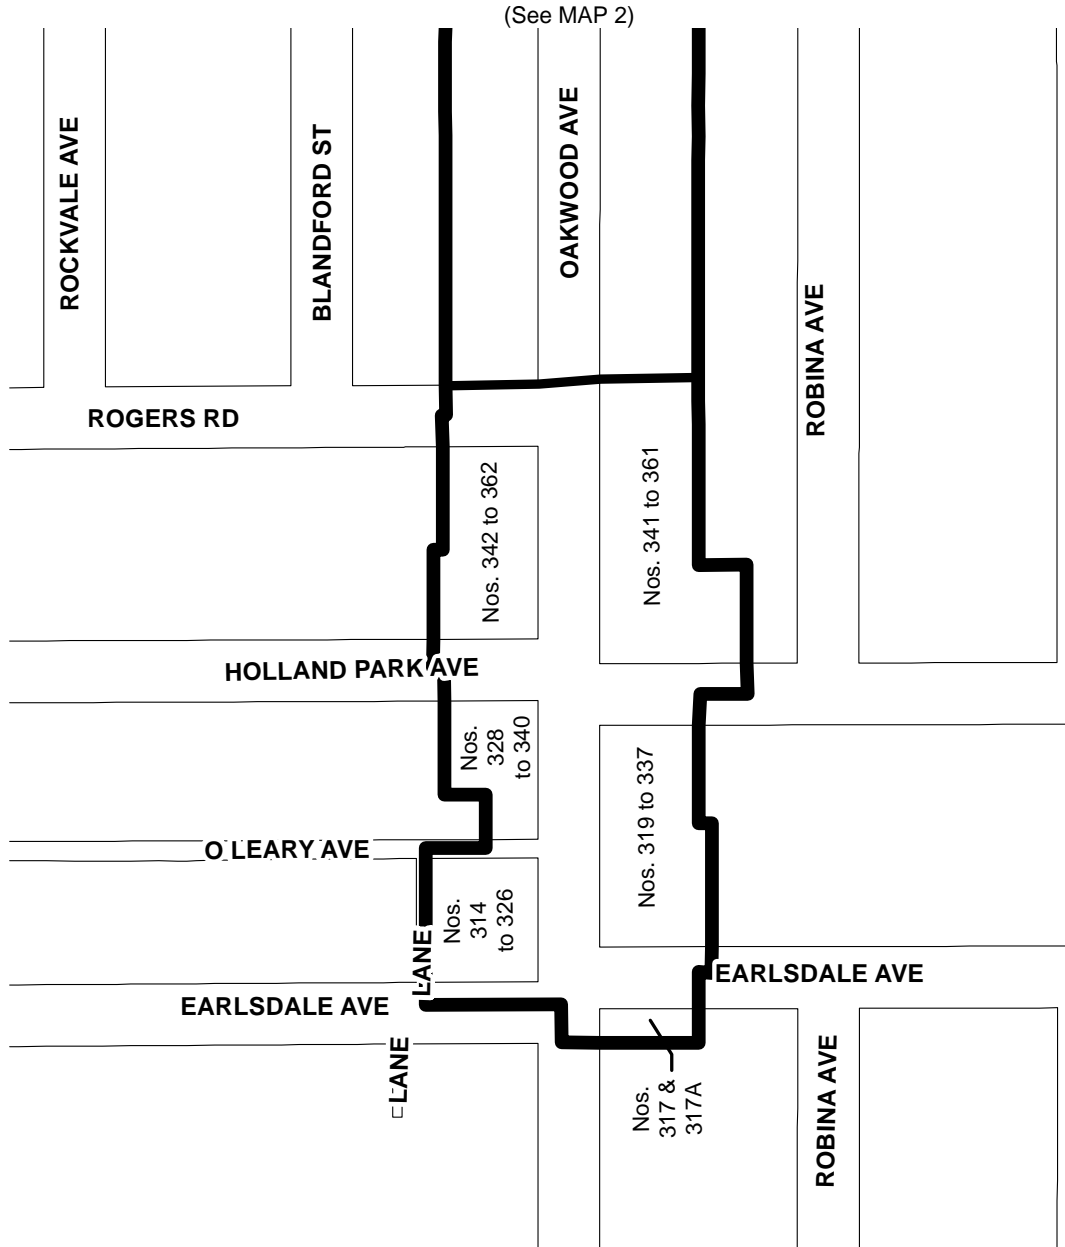 (See MAP 2)
ROCKVALE AVE
BLANDFORD ST
OAKWOOD AVE
ROBINA AVE
ROGERS RD
Nos. 342 to 362
Nos. 341 to 361
HOLLAND PARK AVE
Nos.
328
to 340
Nos. 319 to 337
O LEARY AVE
Nos.
314
to 326
LANE
EARLSDALE AVE
EARLSDALE AVE
LANE
Nos.
317 &
317A
ROBINA AVE